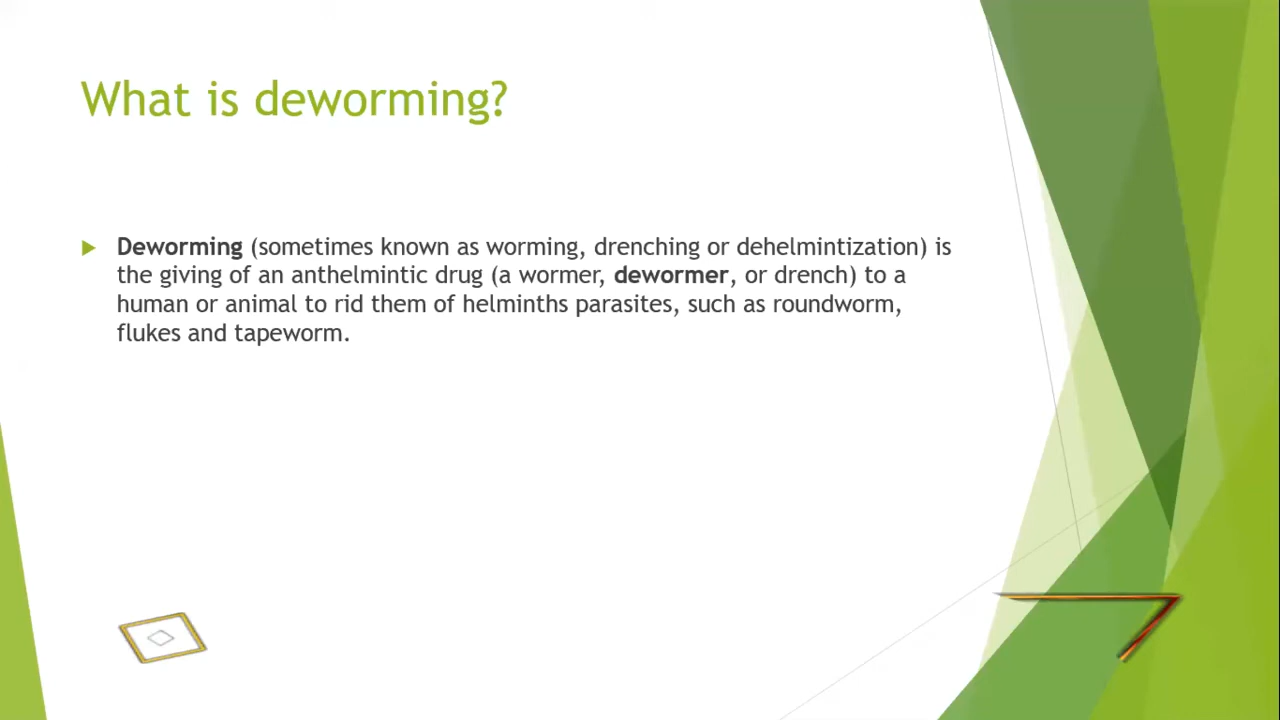 What is deworming?
Deworming (sometimes known as worming, drenching or dehelmintization) is
the giving of an anthelmintic drug (a wormer, dewormer, or drench) to a
human or animal to rid them of helminths parasites, such as roundworm,
flukes and tapeworm.